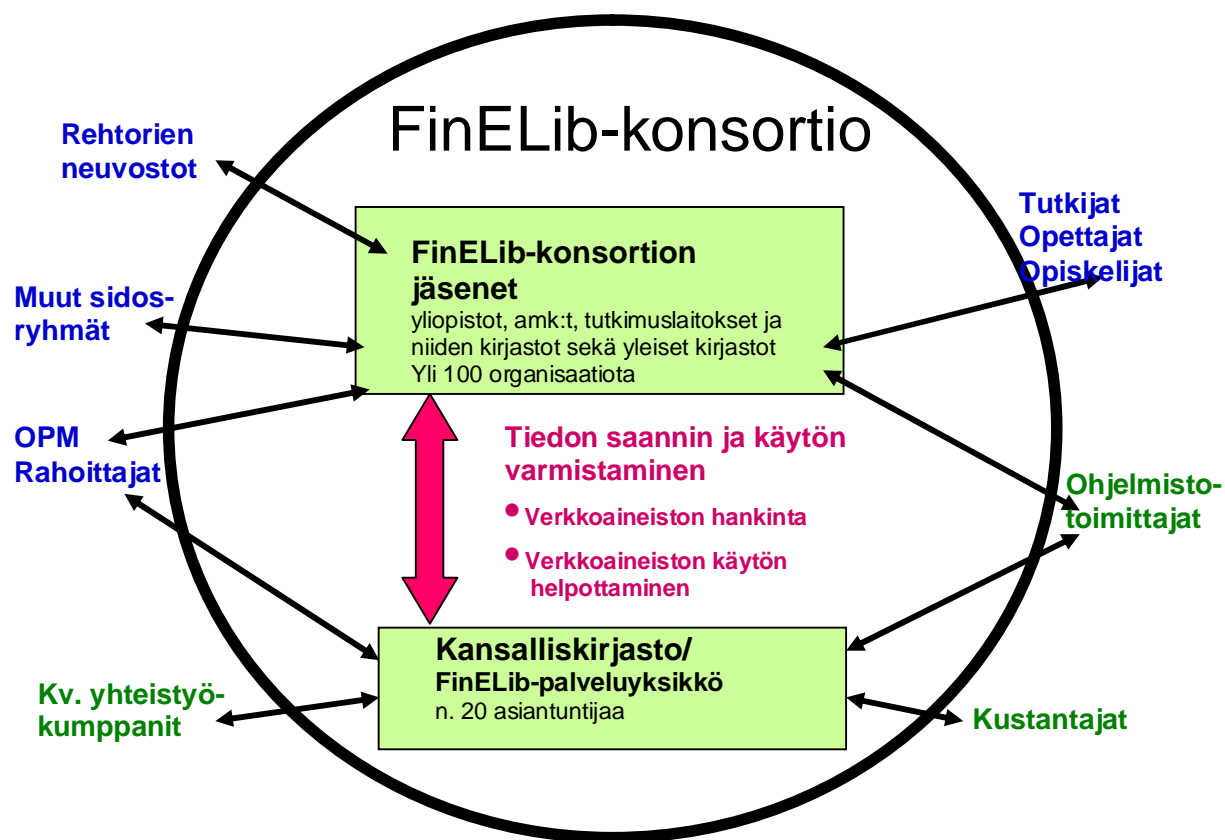 FinELib-konsortio
Rehtorien
neuvostot
Tutkijat
Opettajat
Opiskelijat
FinELib-konsortion
jäsenet
yliopistot, amk:t, tutkimuslaitokset ja
niiden kirjastot sekä yleiset kirjastot
Yli 100 organisaatiota
Muut sidos-
ryhmät
OPM
Rahoittajat
Tiedon saannin ja käytön
varmistaminen
• Verkkoaineiston hankinta
• Verkkoaineiston käytön
helpottaminen
Ohjelmisto-
toimittajat
Kansalliskirjasto/
FinELib-palveluyksikkö
n. 20 asiantuntijaa
Kv. yhteistyö-
kumppanit
Kustantajat